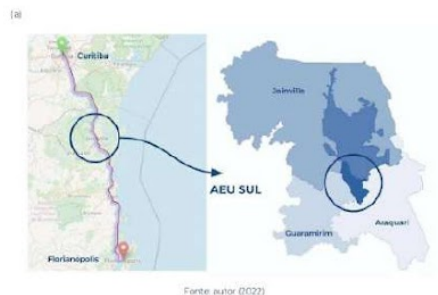 (a)
Curitiba
Joinville
AEU SUL
Araquari
Guaramirim
Florianópolis
Fonte: autor (2022)